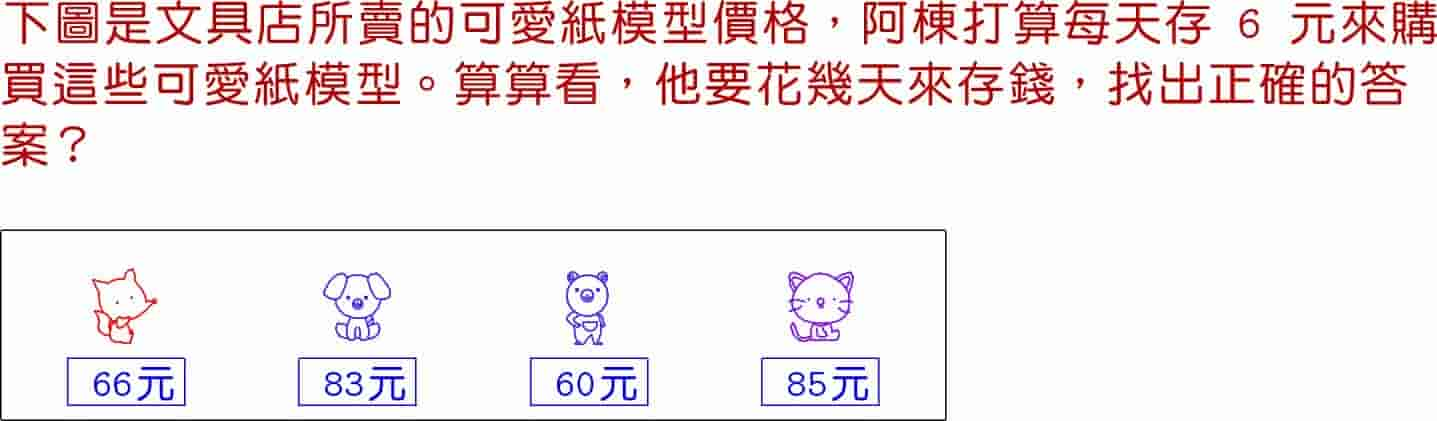 下圖是文具店所賣的可愛紙模型價格，阿棟打算每天存 6 元來購
買這些可愛紙模型。算算看，他要花幾天來存錢，找出正確的答
案？
66元 83元 60元 85元